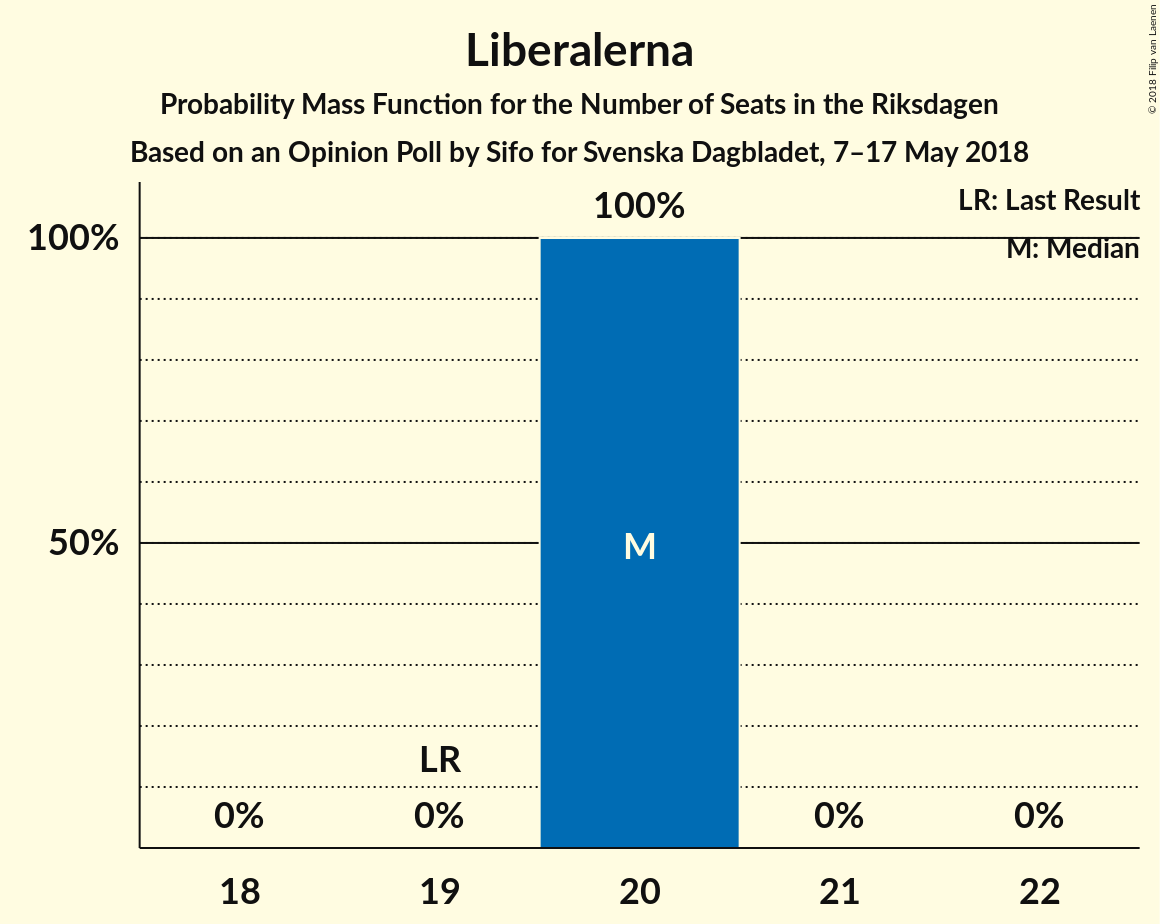 Liberalerna
Probability Mass Function for the Number of Seats in the Riksdagen
Based on an Opinion Poll by Sifo for Svenska Dagbladet, 7–17 May 2018
© 2018 Filip van Laenen
LR: Last Result
M: Median
100%
100%
50%
M
LR
0%
0%
0%
0%
18
19
20
21
22